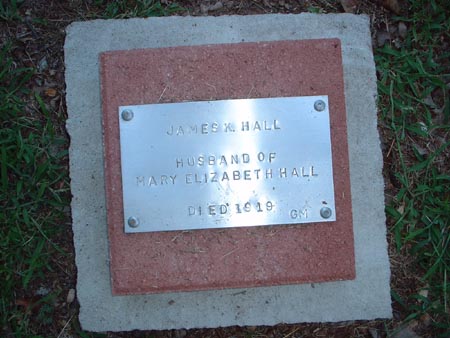 JAMES K. HALL
HUSBAND OF
MARY ELIZABETH HALL
DIED 1919
GM